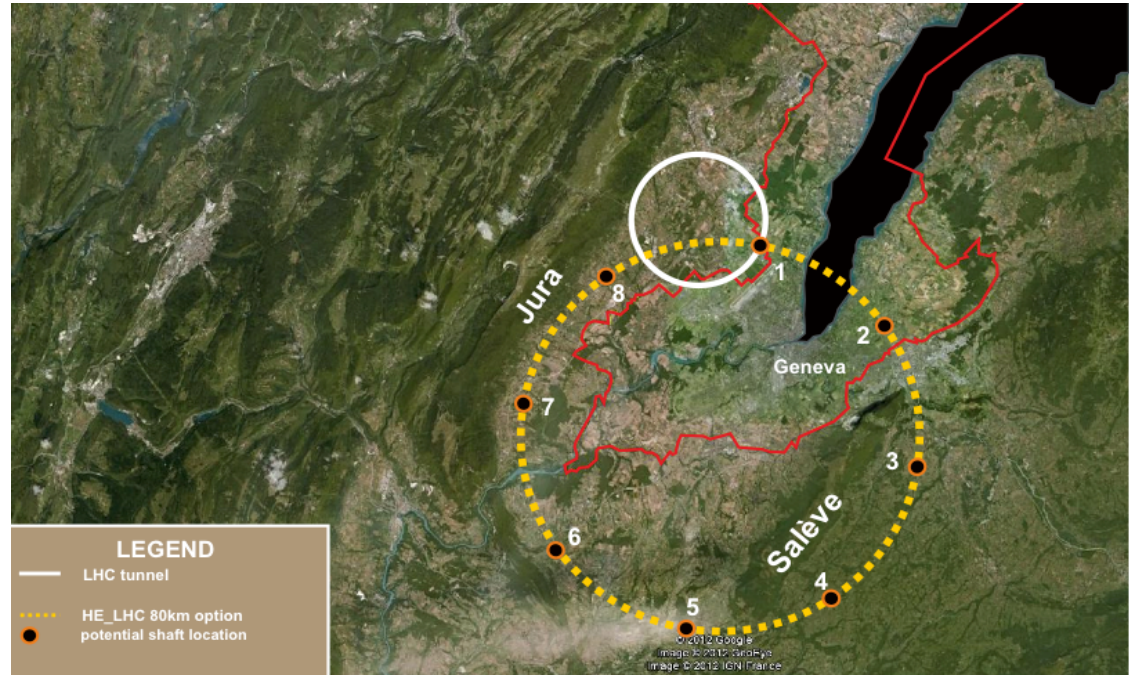 1
8
Jura
2
Geneva
7
3
Salève
6
4
5
© 2012 Google
Image © 2012 GeoEye
Image © 2012 IGN France
LEGEND
LHC tunnel
HE_LHC 80km option
potential shaft location